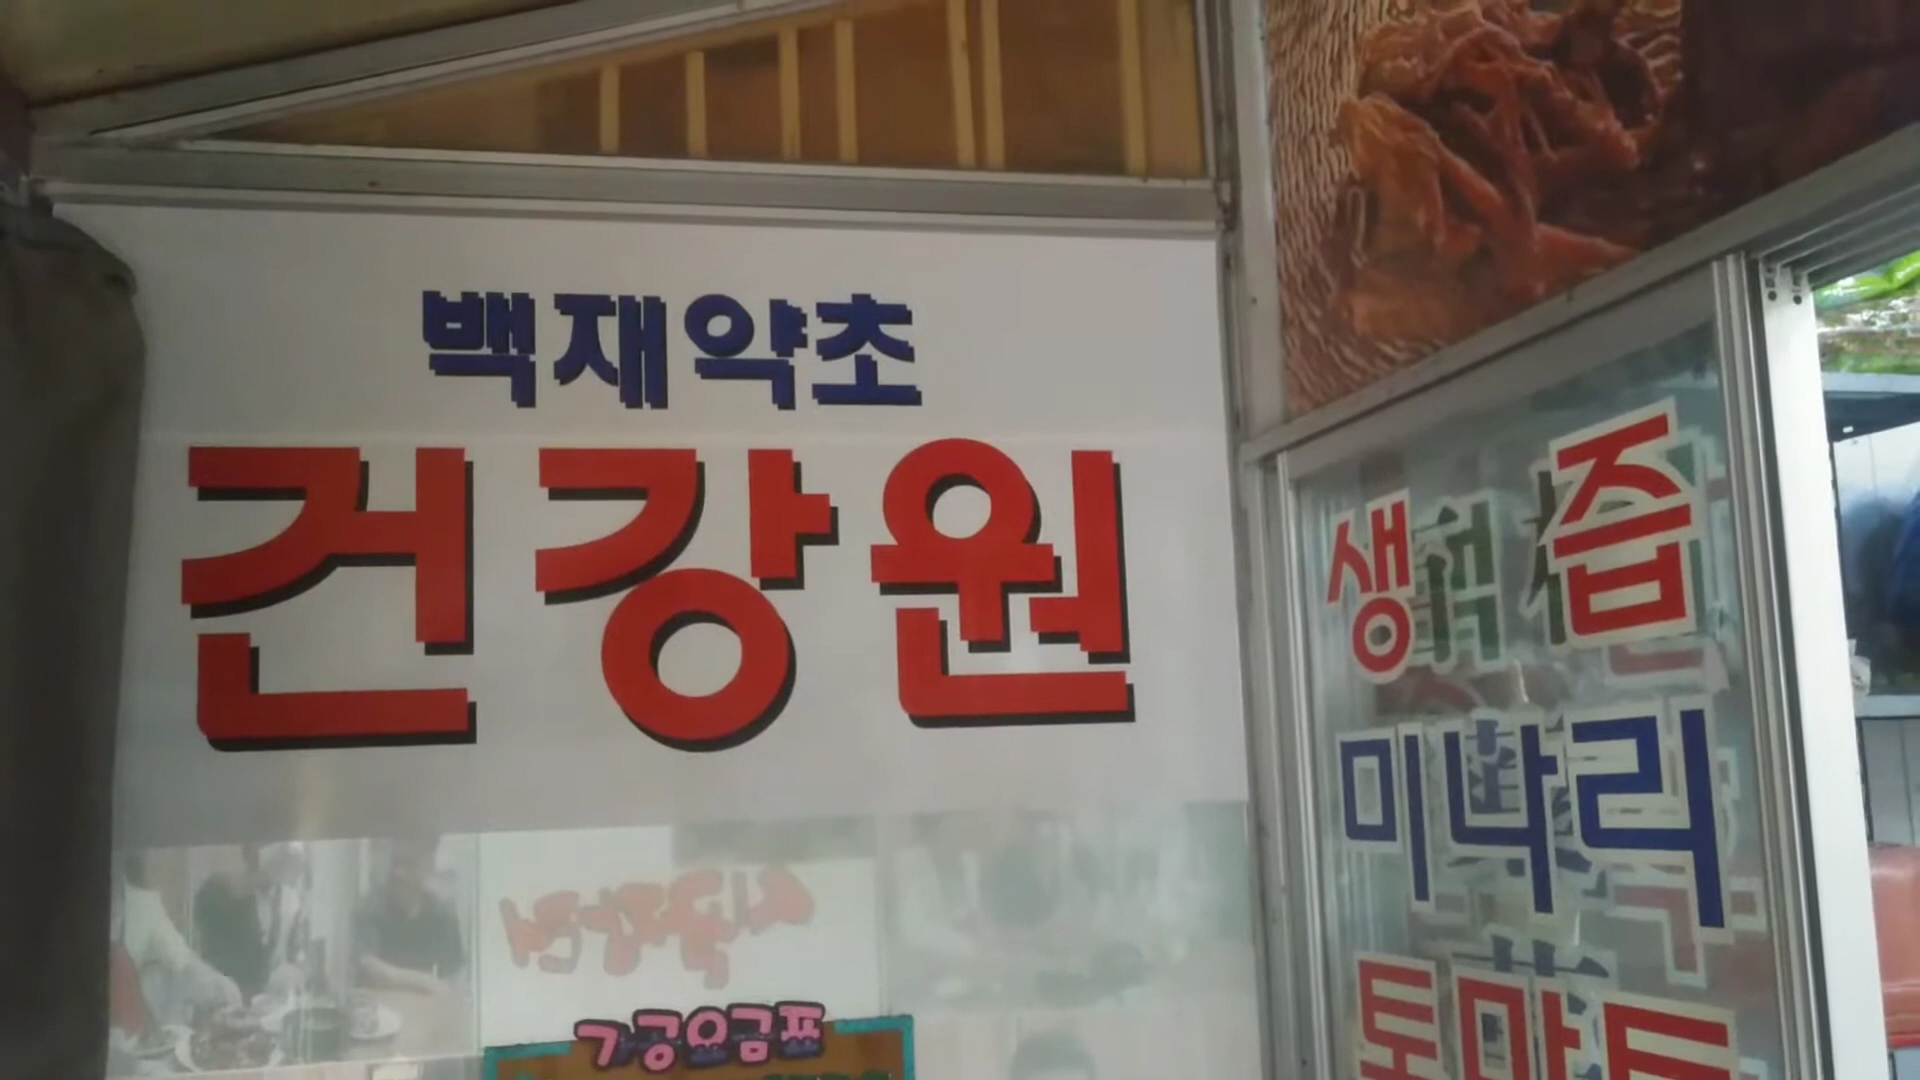 백재약초
건강원
가공요금표
생 즙
미나리
토마토